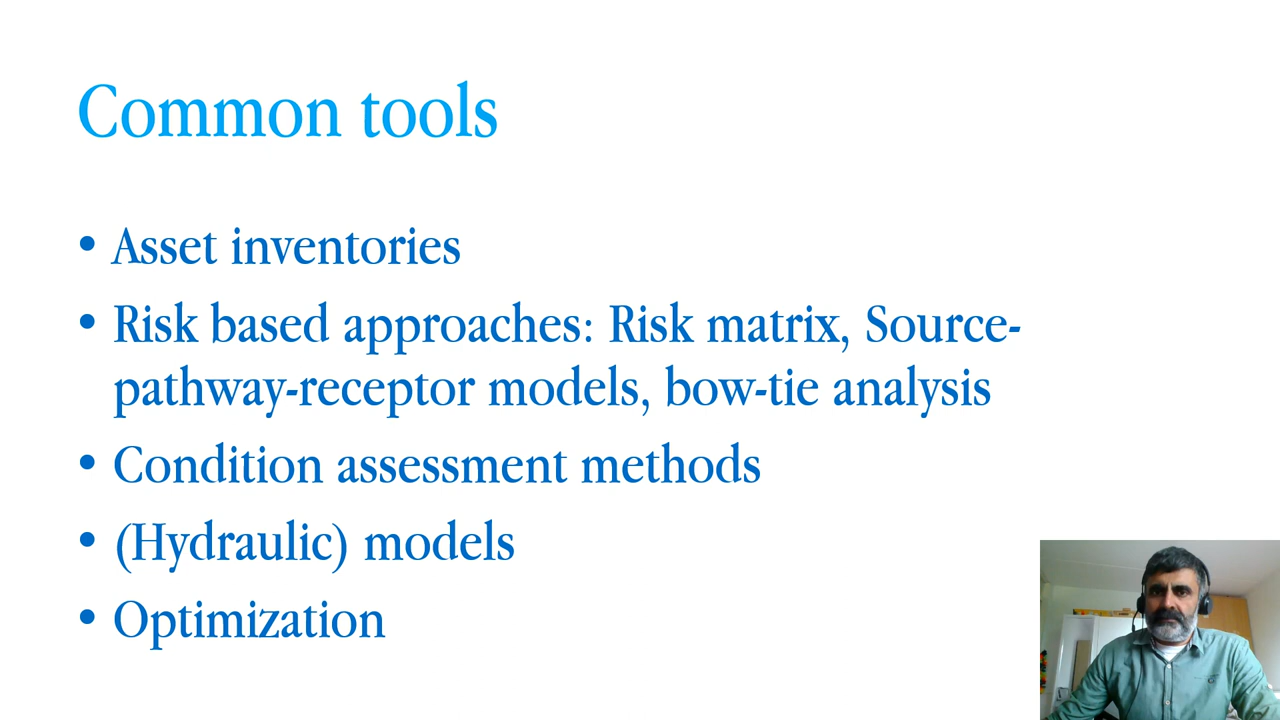 Common tools
• Asset inventories
• Risk based approaches: Risk matrix, Source-
pathway-receptor models, bow-tie analysis
• Condition assessment methods
• (Hydraulic) models
• Optimization